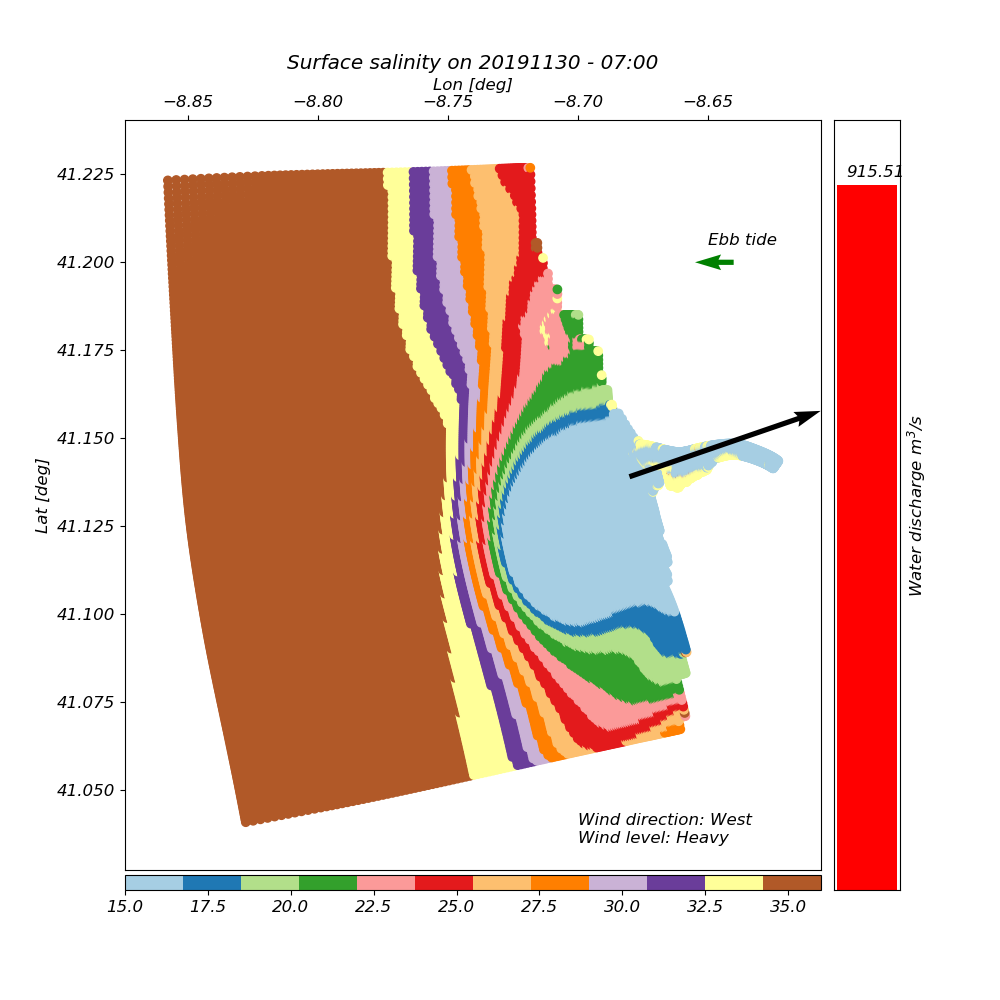 Surface salinity on 20191130 - 07:00
Lon [deg]
−8.85 −8.80 −8.75 −8.70 −8.65
915.51
41.225
41.200
41.175
41.150
41.125
41.100
41.075
41.050
Lat [deg]
Ebb tide
Water discharge m³/s
Wind direction: West
Wind level: Heavy
15.0 17.5 20.0 22.5 25.0 27.5 30.0 32.5 35.0